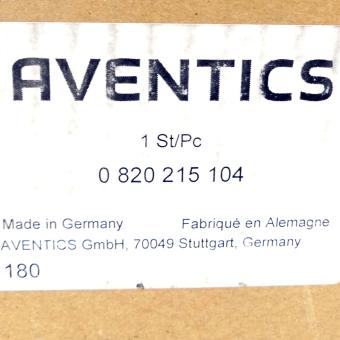 AVENTICS
1 St/Pc
0 820 215 104
Made in Germany Fabriqué en Alemagne
AVENTICS GmbH, 70049 Stuttgart, Germany
180